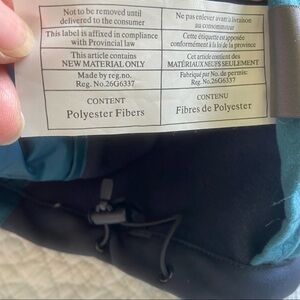 Not to be removed until
delivered to the consumer
This label is affixed in compliance
with Provincial law
This article contains
NEW MATERIAL ONLY
Made by reg.no.
Reg. No.26G6337
CONTENT
Polyester Fibers
Ne pas enlever avant livraison
au consommateur
Cette étiquette est apposée
conformément à la loi de la province
Cet article contient des
MATÉRIAUX NEUFS SEULEMENT
Fabriqué par No. de permis:
Reg. No.26G6337
CONTENU
Fibres de Polyester